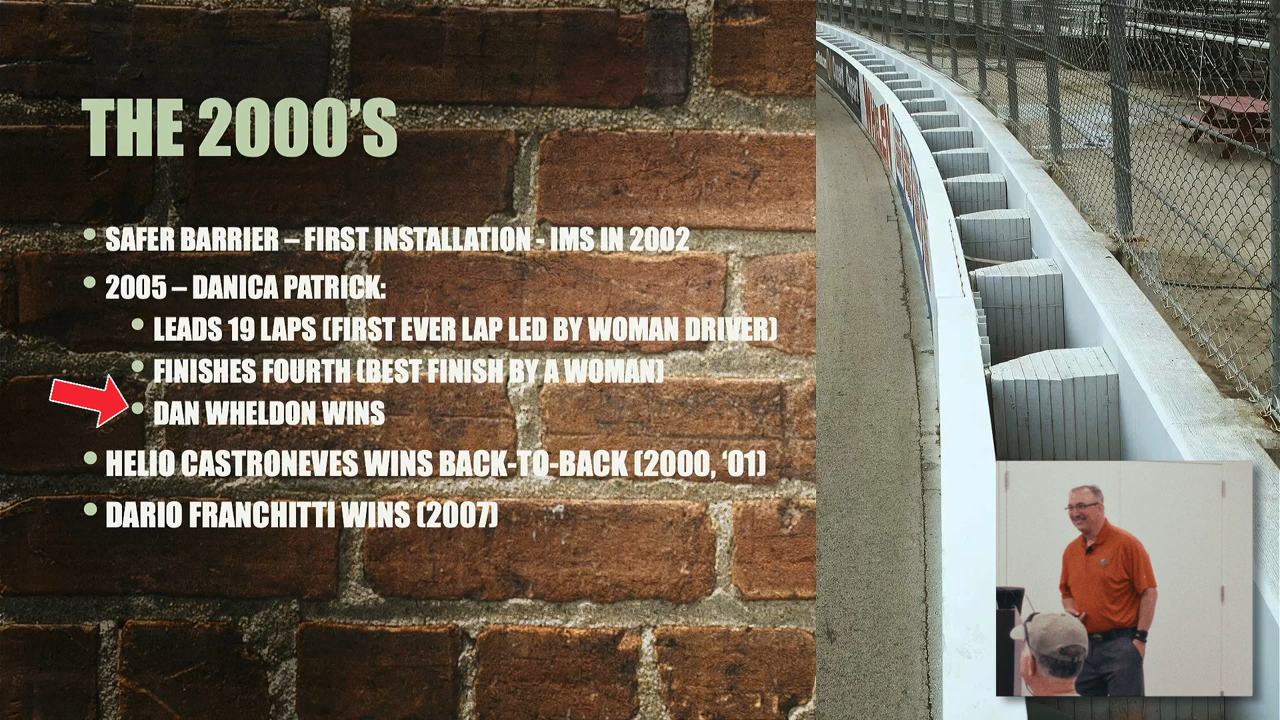 THE 2000'S
SAFER BARRIER – FIRST INSTALLATION - IMS IN 2002
2005 – DANICA PATRICK:
LEADS 19 LAPS (FIRST EVER LAP LED BY WOMAN DRIVER)
FINISHES FOURTH (BEST FINISH BY A WOMAN)
DAN WHELDON WINS
HELIO CASTRONEVES WINS BACK-TO-BACK (2000, '01)
DARIO FRANCHITTI WINS (2007)